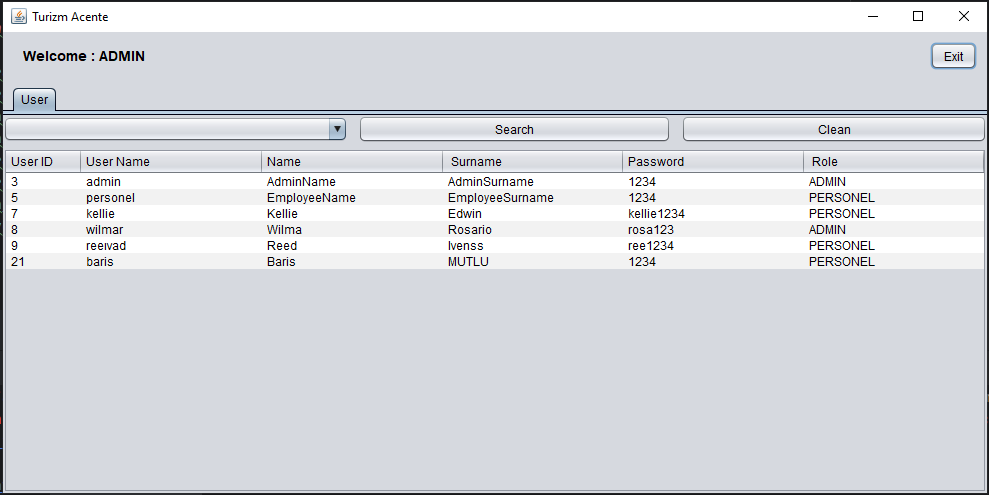 Turizm Acente
Welcome : ADMIN
Exit
User
Search Clean
User ID User Name Name Surname Password Role
3 admin AdminName AdminSurname 1234 ADMIN
5 personel EmployeeName EmployeeSurname 1234 PERSONEL
7 kellie Kellie Edwin kellie1234 PERSONEL
8 wilmar Wilma Rosario rosa123 ADMIN
9 reeıvad Reed Ivenss ree1234 PERSONEL
21 baris Baris MUTLU 1234 PERSONEL